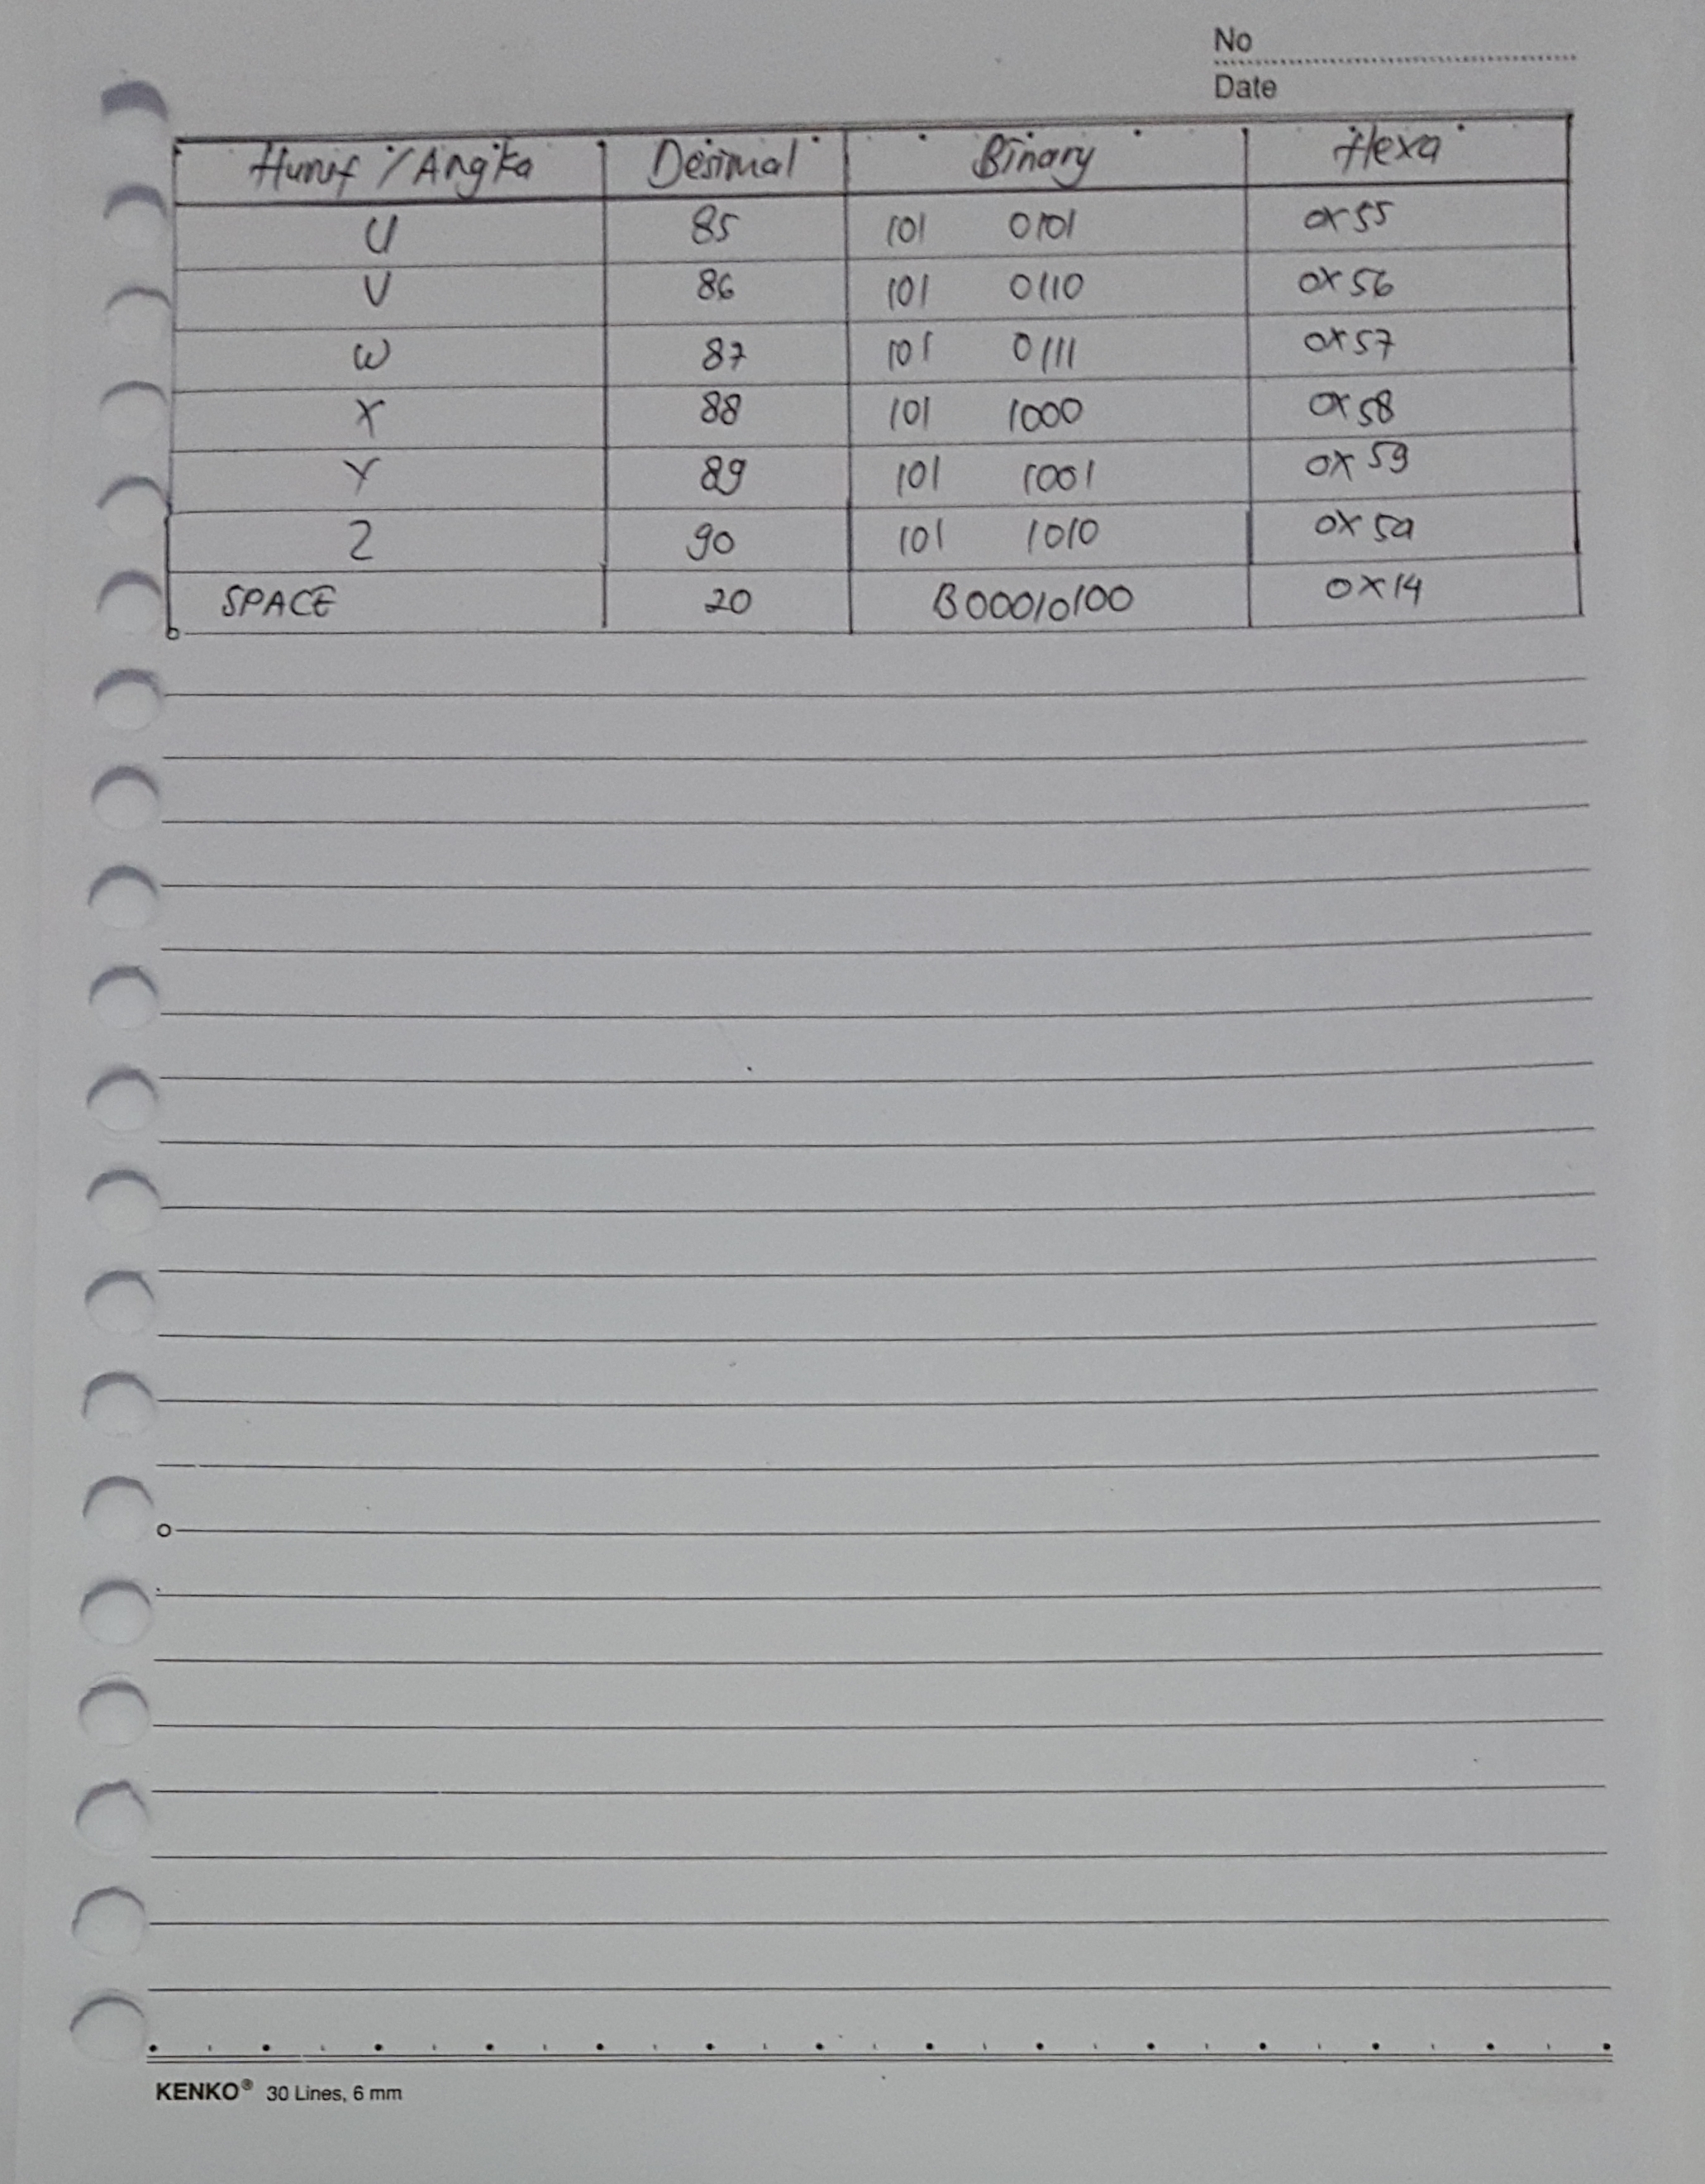 No
Date
Huruf / Angka Desimal Binary Hexa
U 85 101 0101 0x55
V 86 101 0110 0x56
W 87 101 0111 0x57
X 88 101 1000 0x58
Y 89 101 1001 0x59
Z 90 101 1010 0x5a
SPACE 20 B00010100 0x14
KENKO® 30 Lines, 6 mm